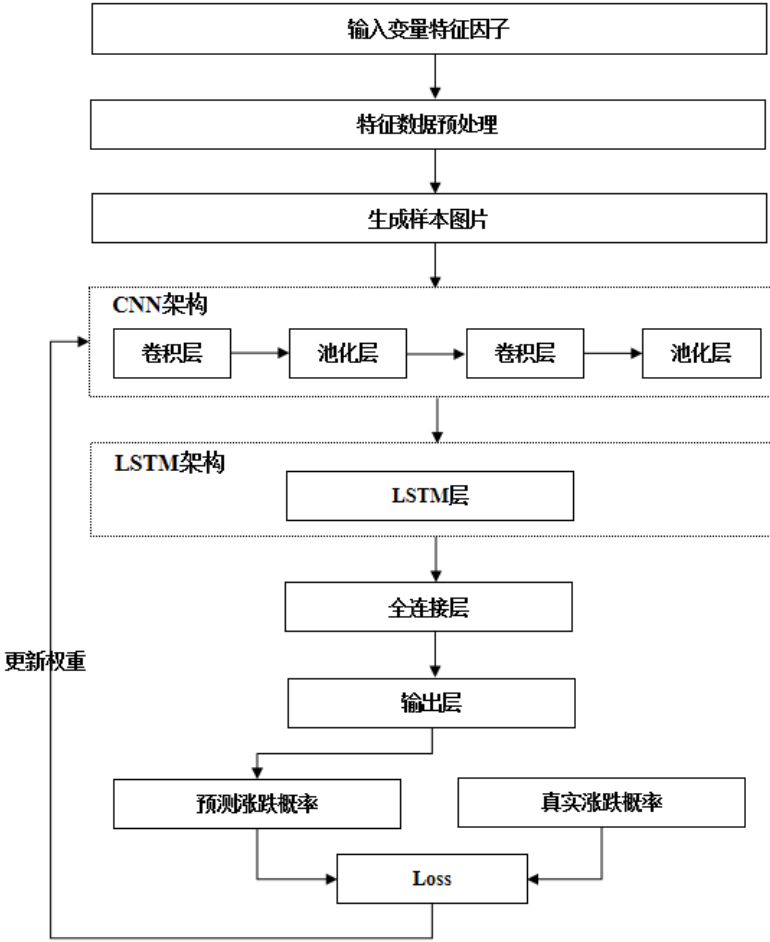 输入变量特征因子
特征数据预处理
生成样本图片
CNN架构
卷积层
池化层
卷积层
池化层
LSTM架构
LSTM层
全连接层
更新权重
输出层
预测涨跌概率
真实涨跌概率
Loss